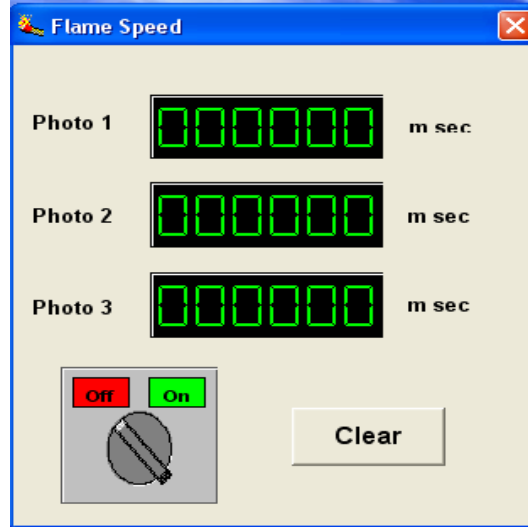 Flame Speed
Photo 1 000000 m sec
Photo 2 000000 m sec
Photo 3 000000 m sec
Off On
Clear